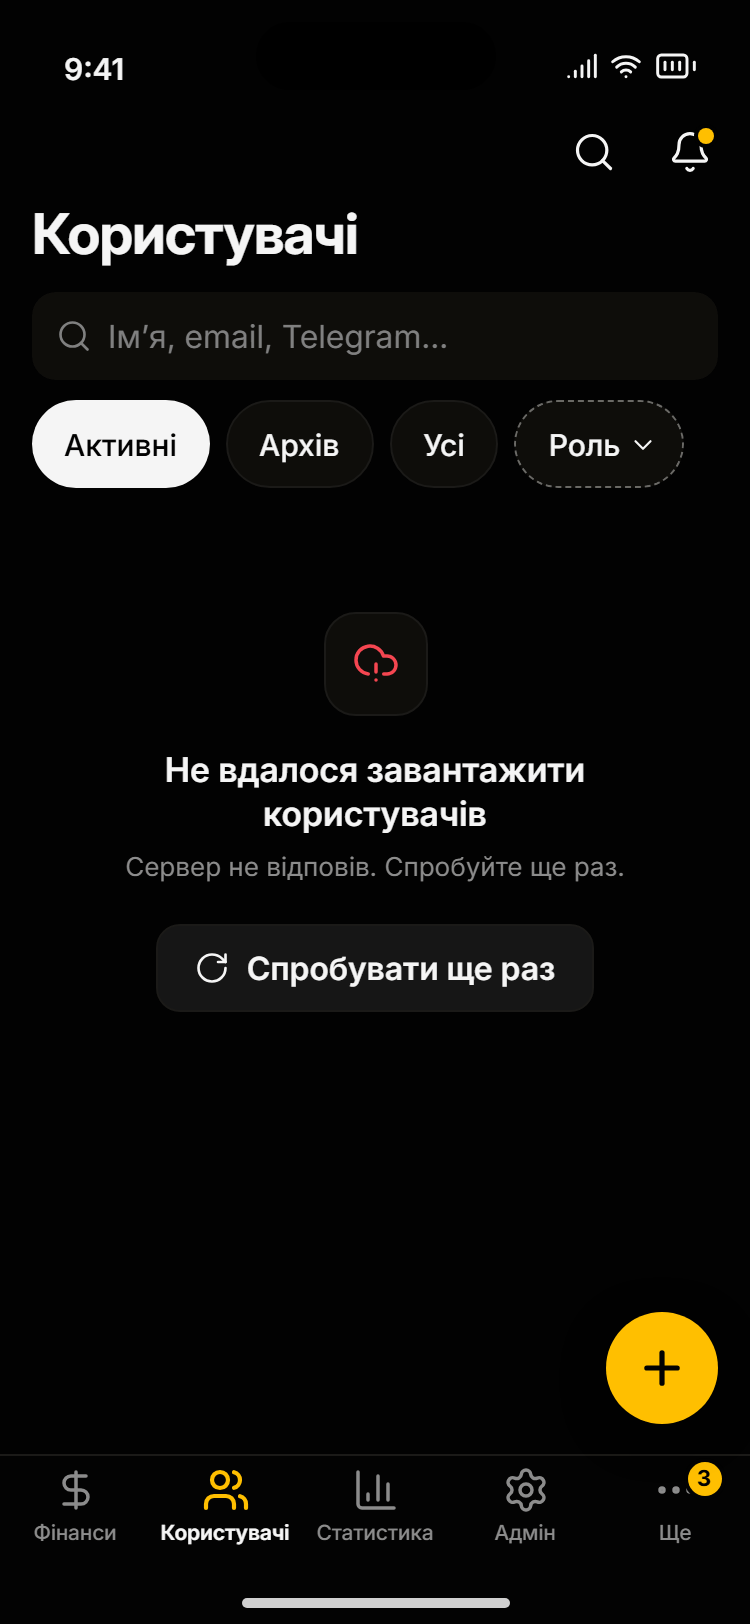 9:41
Користувачі
Ім’я, email, Telegram...
Активні
Архів
Усі
Роль
Не вдалося завантажити
користувачів
Сервер не відповів. Спробуйте ще раз.
Спробувати ще раз
3
Фінанси
Користувачі
Статистика
Адмін
Ще